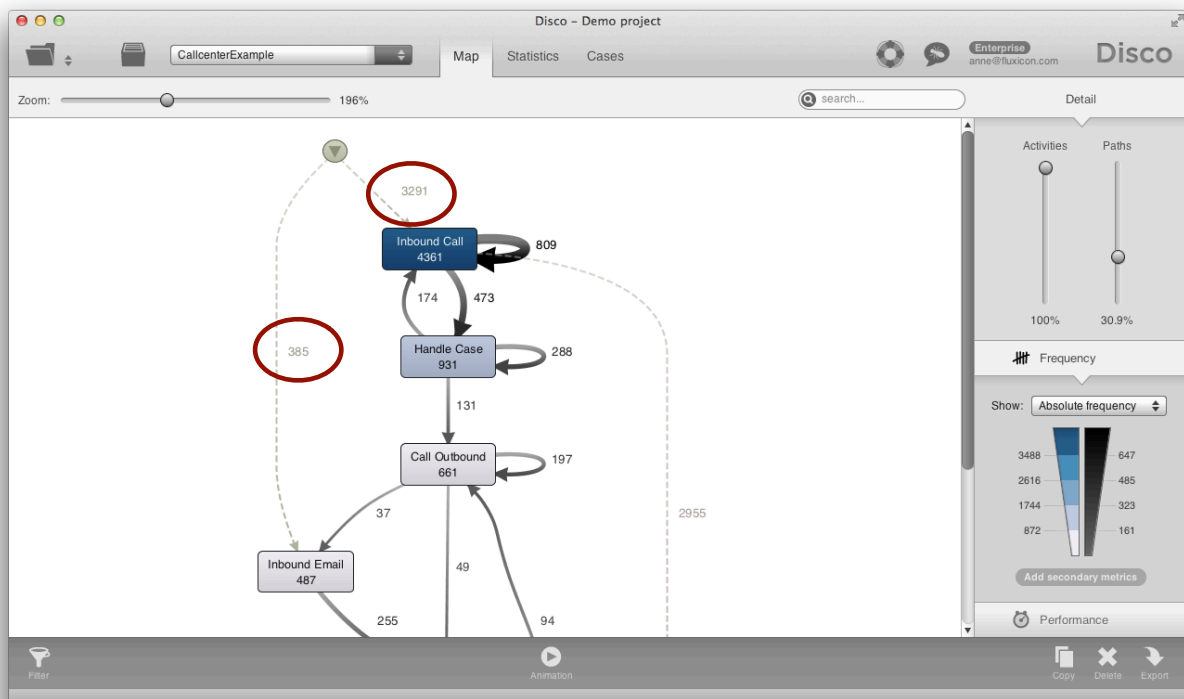 Disco – Demo project
CallcenterExample
Map
Statistics
Cases
Enterprise
anne@fluxicon.com
Disco
Zoom:
196%
search...
Detail
Activities
Paths
100%
30.9%
Frequency
Show:
Absolute frequency
3488
647
2616
485
1744
323
872
161
Add secondary metrics
Performance
3291
Inbound Call
4361
809
174
473
385
Handle Case
931
288
131
Call Outbound
661
197
37
2955
Inbound Email
487
49
255
94
Filter
Animation
Copy
Delete
Export